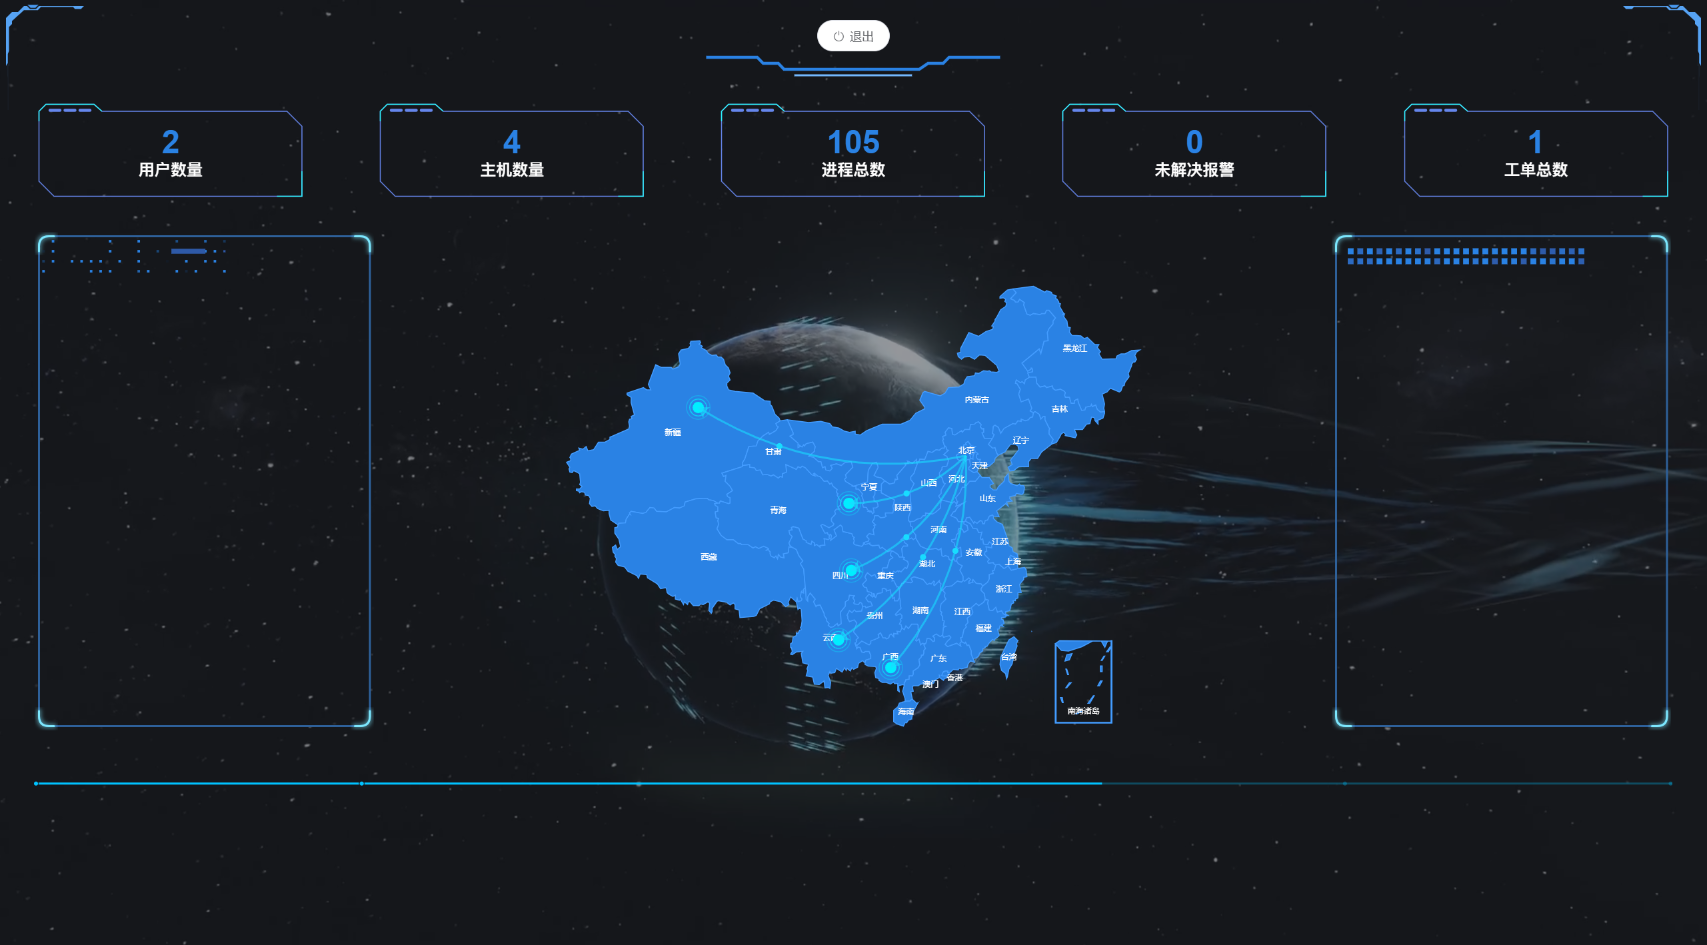 退出
2
用户数量
4
主机数量
105
进程总数
0
未解决报警
1
工单总数
黑龙江
内蒙古
吉林
新疆
辽宁
北京
甘肃
天津
河北
山西
宁夏
山东
陕西
青海
河南
江苏
安徽
西藏
上海
湖北
四川
重庆
浙江
湖南
江西
贵州
福建
云南
广西
广东
台湾
香港
澳门
海南
南海诸岛